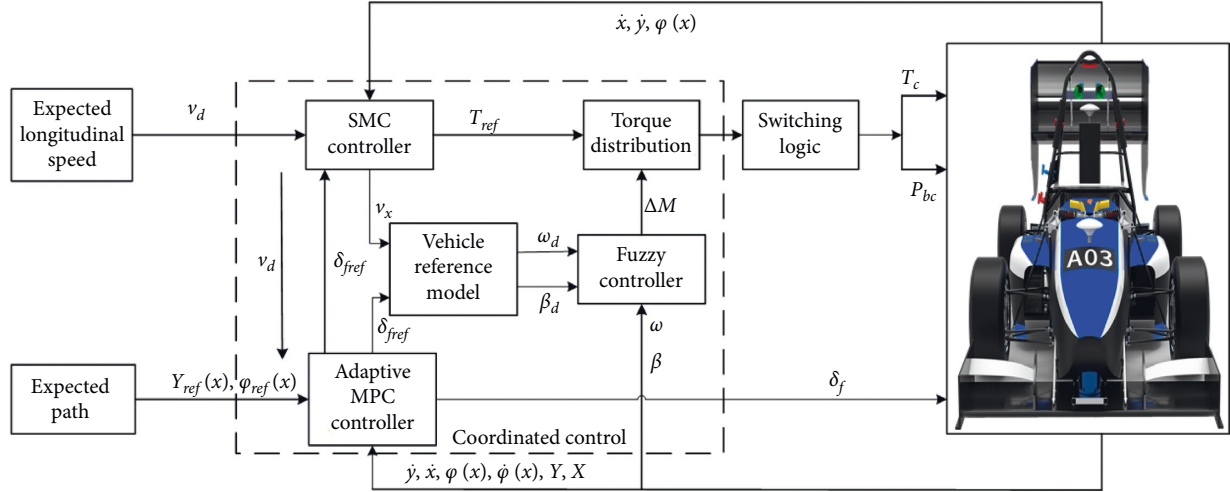 ẋ, ẏ, φ (x)
Expected
longitudinal
speed
v_d
SMC
controller
T_ref
Torque
distribution
Switching
logic
T_c
P_bc
v_d
δ_fref
v_x
Vehicle
reference
model
ω_d
β_d
ΔM
Fuzzy
controller
δ_fref
ω
β
A03
Expected
path
Y_ref (x), φ_ref (x)
Adaptive
MPC
controller
δ_f
Coordinated control
ẏ, ẋ, φ (x), φ̇ (x), Y, X